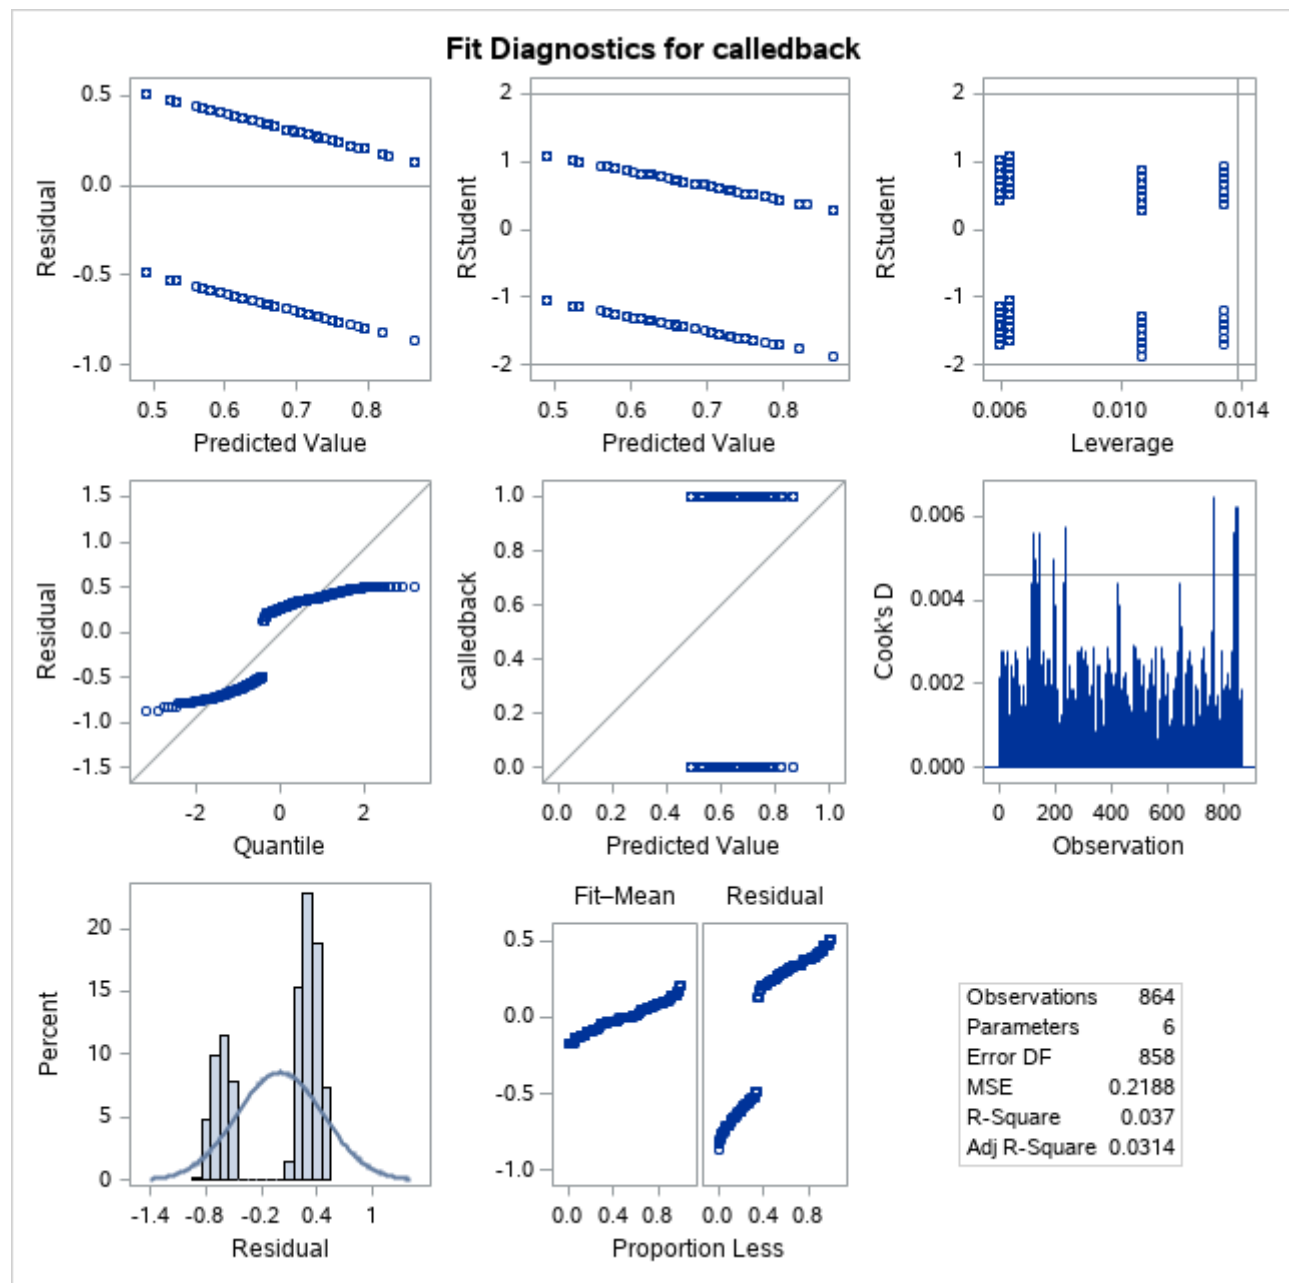 Fit Diagnostics for calledback
0.5
0.0
-0.5
-1.0
Residual
0.5 0.6 0.7 0.8
Predicted Value
2
1
0
-1
-2
RStudent
0.5 0.6 0.7 0.8
Predicted Value
2
1
0
-1
-2
RStudent
0.006 0.010 0.014
Leverage
1.5
1.0
0.5
0.0
-0.5
-1.0
-1.5
Residual
-2 0 2
Quantile
1.0
0.8
0.6
0.4
0.2
0.0
calledback
0.0 0.2 0.4 0.6 0.8 1.0
Predicted Value
0.006
0.004
0.002
0.000
Cook's D
0 200 400 600 800
Observation
20
15
10
5
0
Percent
-1.4 -0.8 -0.2 0.4 1
Residual
Fit–Mean Residual
0.5
0.0
-0.5
-1.0
0.0 0.4 0.8 0.0 0.4 0.8
Proportion Less
Observations 864
Parameters 6
Error DF 858
MSE 0.2188
R-Square 0.037
Adj R-Square 0.0314